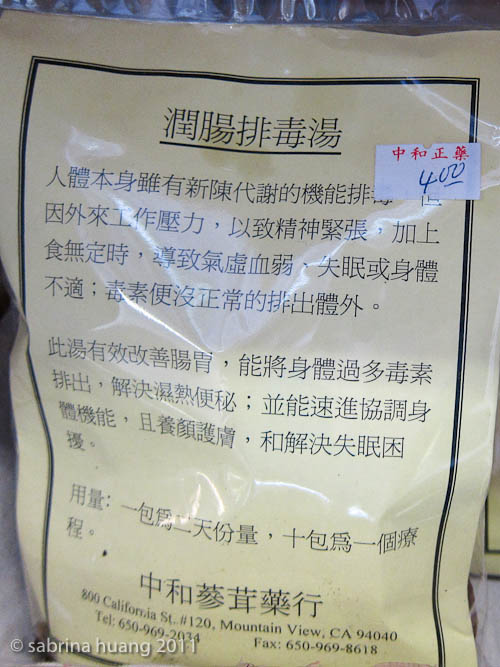 潤腸排毒湯
中和正藥
4.00
人體本身雖有新陳代謝的機能排毒
因外來工作壓力，以致精神緊張，加上
食無定時，導致氣虛血弱、失眠或身體
不適；毒素便沒正常的排出體外。
此湯有效改善腸胃，能將身體過多毒素
排出，解決濕熱便秘；並能速進協調身
體機能，且養顏護膚，和解決失眠困
擾。
用量：一包為二天份量，十包為一個療
程。
中和蔘茸藥行
800 California St. #120, Mountain View, CA 94040
Tel: 650-969-2034 Fax: 650-969-8618
© sabrina huang 2011